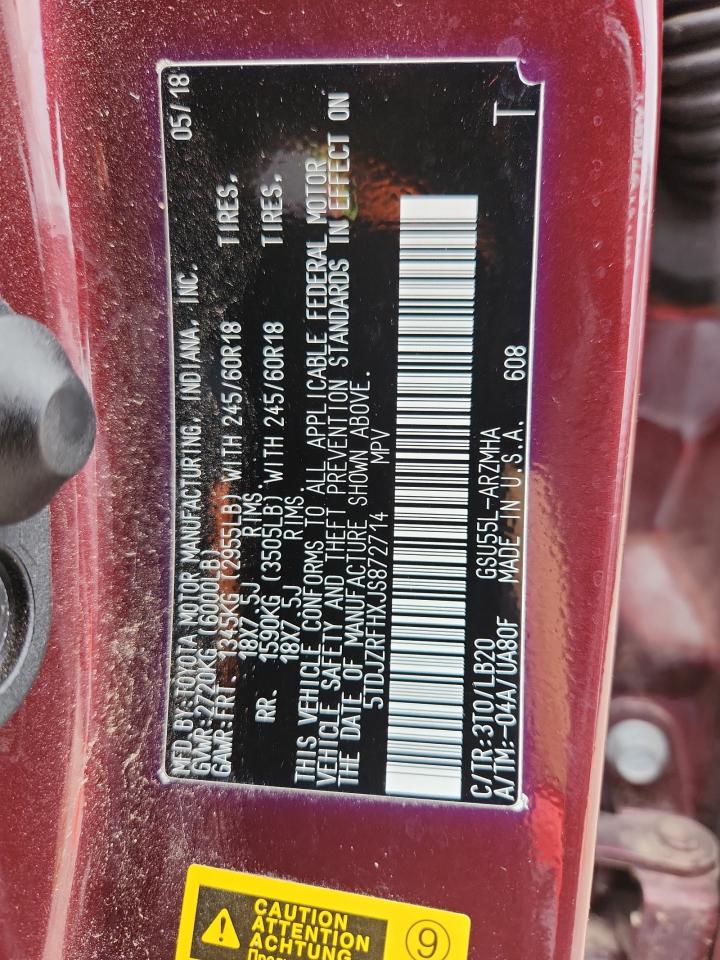 MFD BY:TOYOTA MOTOR MANUFACTURING, INDIANA, INC. 05/18
GVWR:2720KG (6000LB)
GAWR:FRT. 1345KG (2955LB) WITH 245/60R18 TIRES,
18X7.5J RIMS.
RR. 1590KG (3505LB) WITH 245/60R18 TIRES,
18X7.5J RIMS.
THIS VEHICLE CONFORMS TO ALL APPLICABLE FEDERAL MOTOR
VEHICLE SAFETY AND THEFT PREVENTION STANDARDS IN EFFECT ON
THE DATE OF MANUFACTURE SHOWN ABOVE.
5TDJZRFHXJS872714 MPV
C/TR:3T0/LB20 GSU55L-ARZMHA
A/TM:-04A/UA80F MADE IN U.S.A. 608 T
CAUTION
ATTENTION
ACHTUNG
9